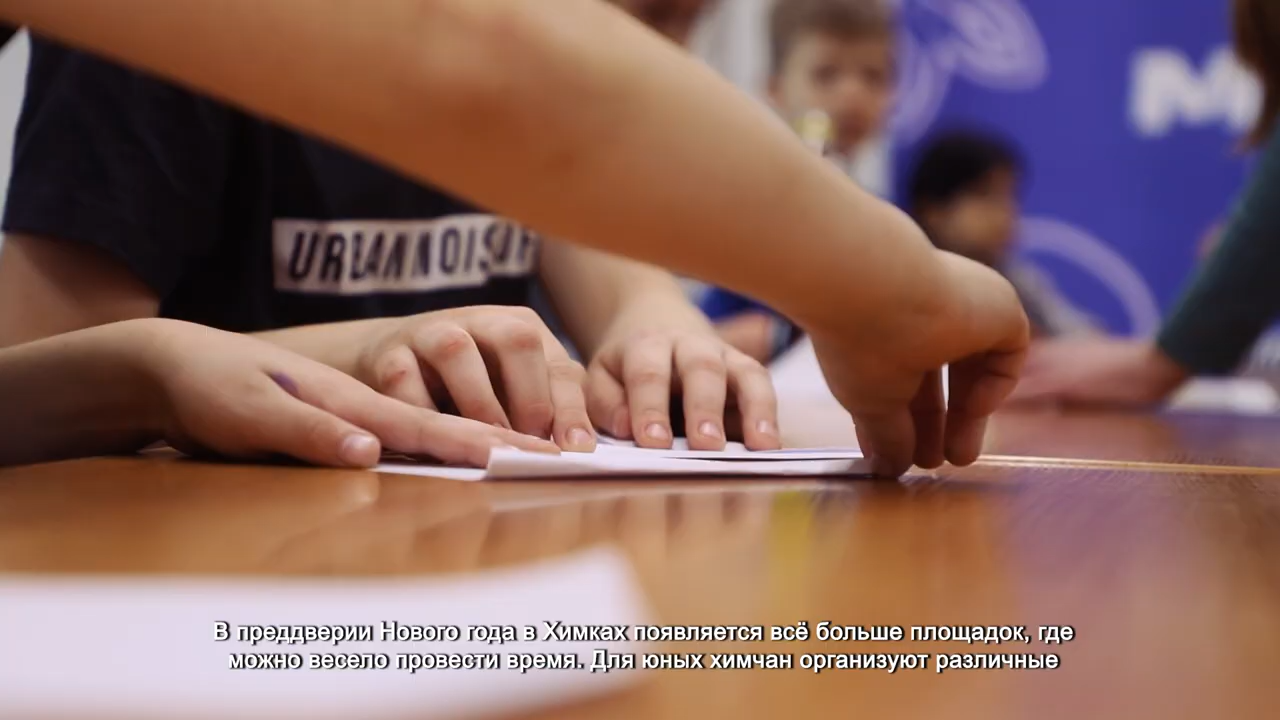 М
URBANNOISE
В преддверии Нового года в Химках появляется всё больше площадок, где
можно весело провести время. Для юных химчан организуют различные